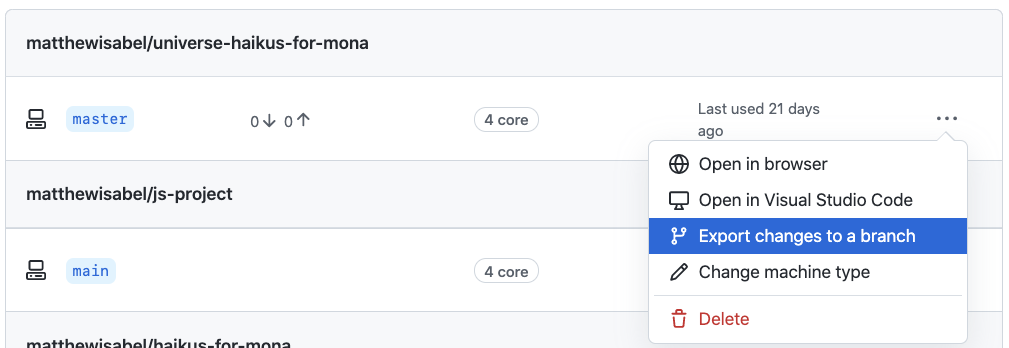 matthewisabel/universe-haikus-for-mona
master
0 0
4 core
Last used 21 days
ago
Open in browser
Open in Visual Studio Code
Export changes to a branch
Change machine type
Delete
matthewisabel/js-project
main
4 core
matthewisabel/haikus-for-mona